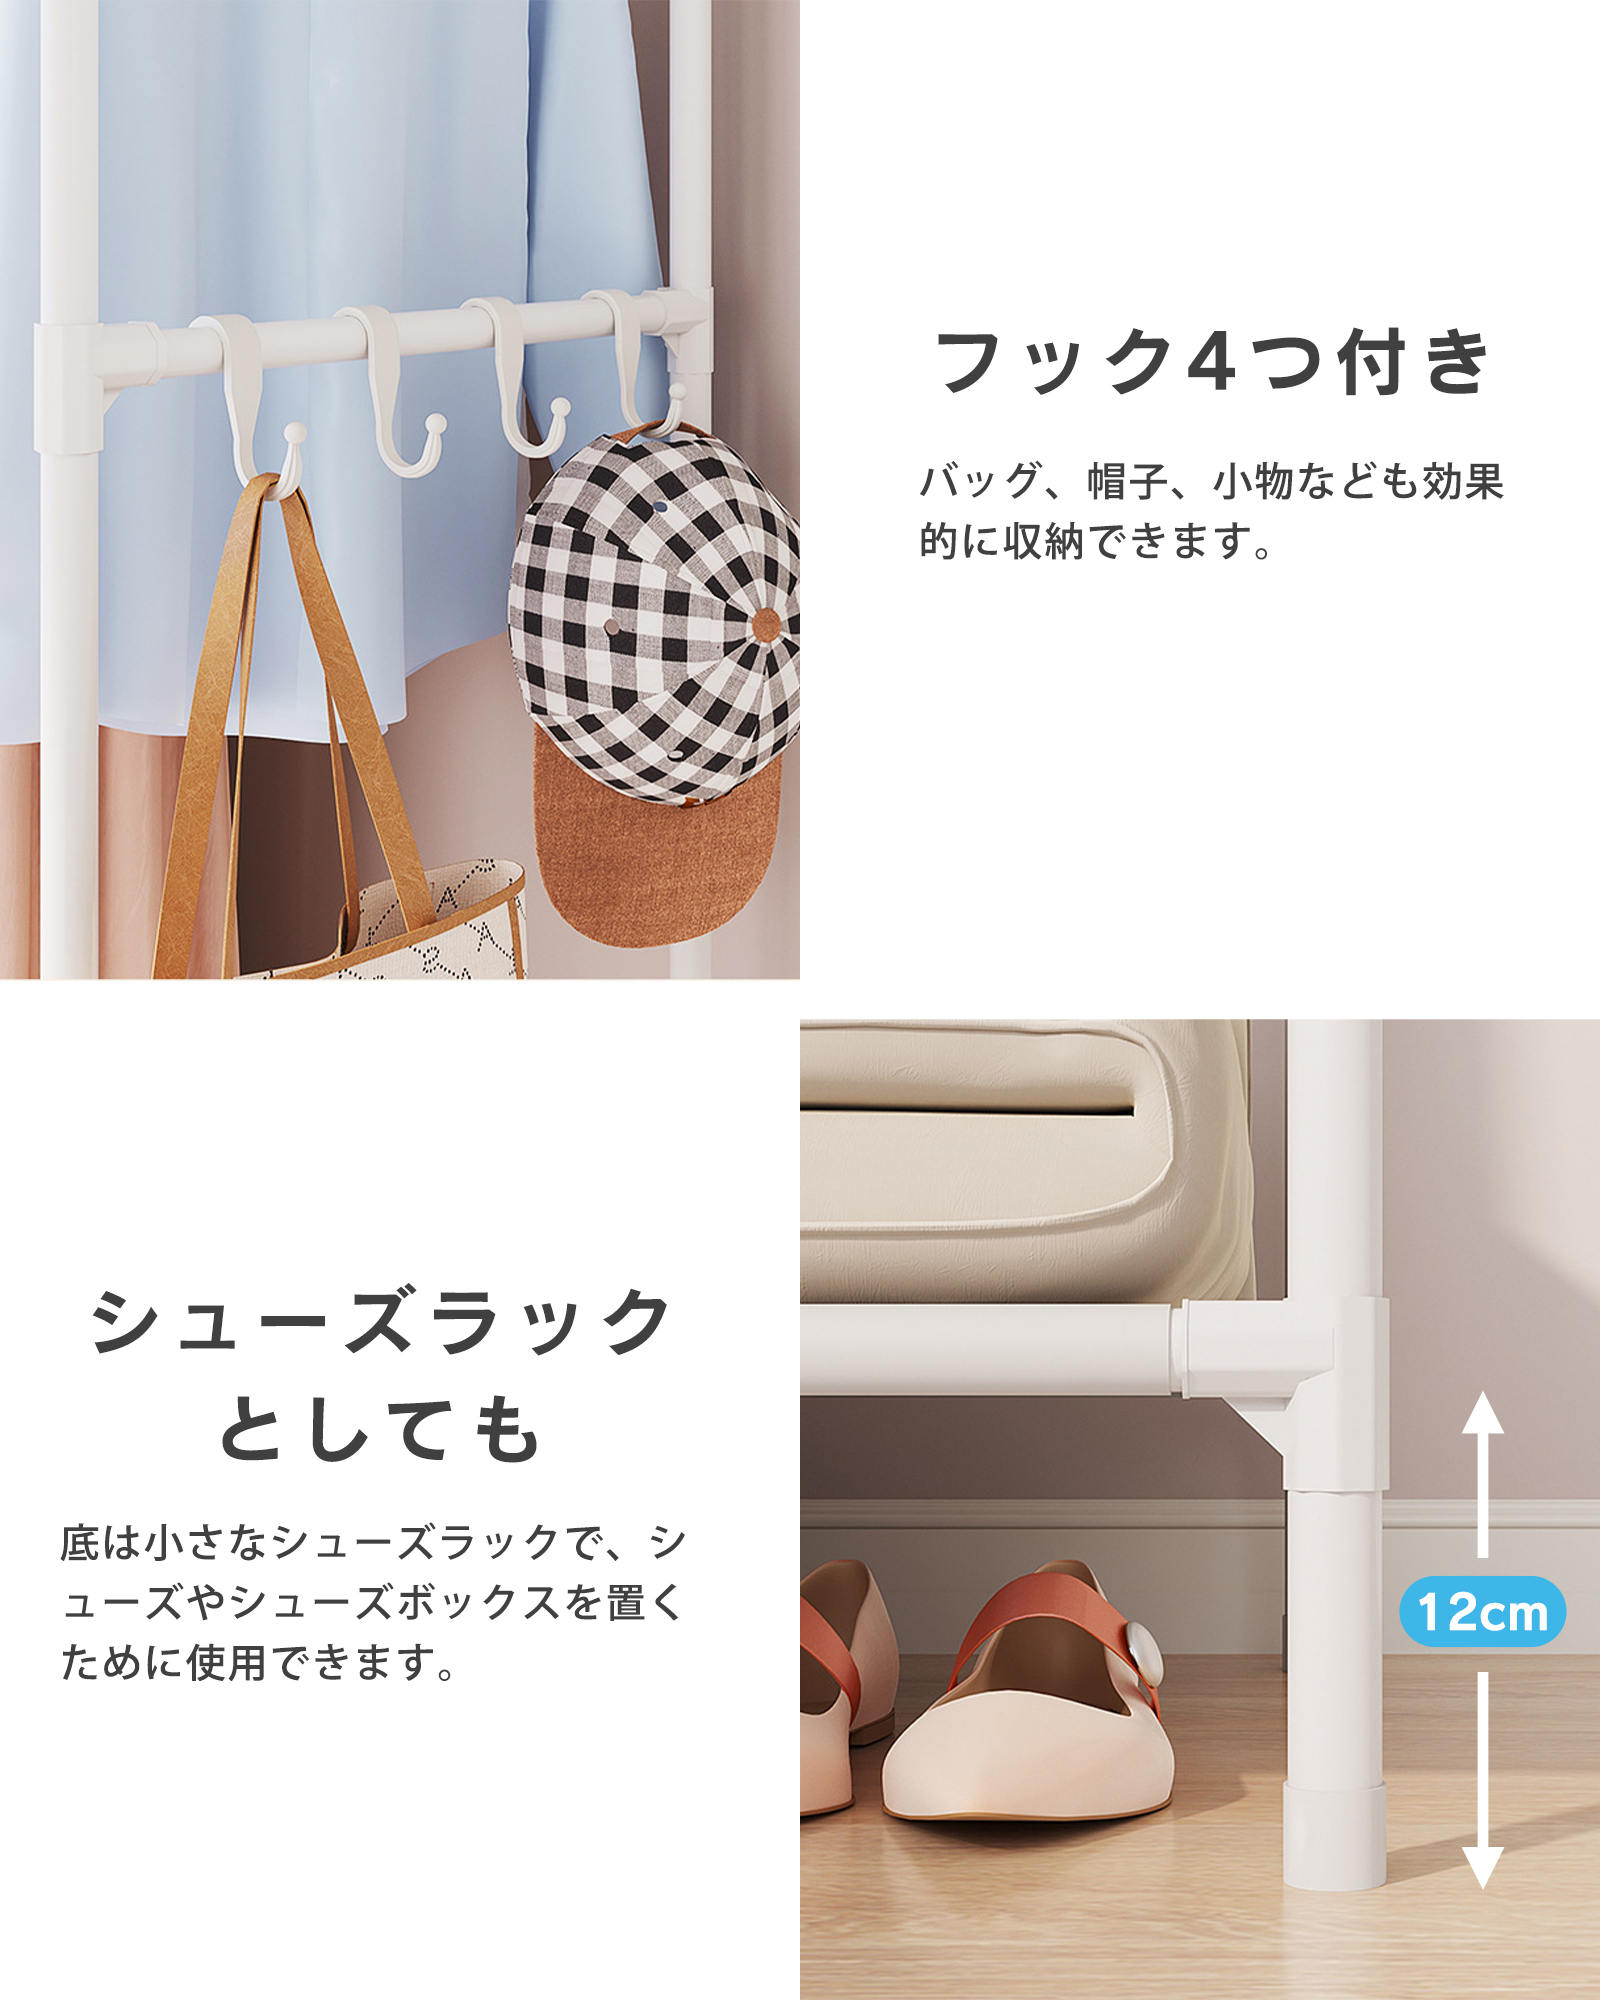 フック4つ付き
バッグ、帽子、小物なども効果
的に収納できます。
シューズラック
としても
底は小さなシューズラックで、シ
ューズやシューズボックスを置く
ために使用できます。
12cm